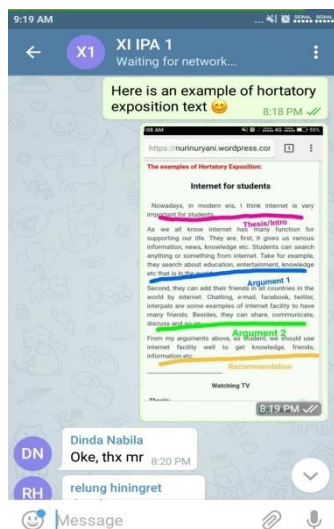 9:19 AM
X1
XI IPA 1
Waiting for network...
Here is an example of hortatory
exposition text 😊
8:18 PM
https://nurinuryani.wordpress.cor
The examples of Hortatory Exposition:
Internet for students
Nowadays, in modern era, I think internet is very
important for students.
Thesis/Intro
As we all know internet has many function for
supporting our life. They are, first, it gives us various
information, news, knowledge etc. Students can search
anything or something from internet. Take for example,
they search about education, entertainment, knowledge
etc that is in the world.
Argument 1
Second, they can add their friends in all countries in the
world by internet. Chatting, e-mail, facebook, twitter,
interpals are some examples of internet facility to have
many friends. Besides, they can share, communicate,
discuss and so on.
Argument 2
From my arguments above, as student, we should use
internet facility well to get knowledge, friends,
information etc.
Recommendation
Watching TV
8:19 PM
DN
Dinda Nabila
Oke, thx mr
8:20 PM
RH
relung hiningret
Message